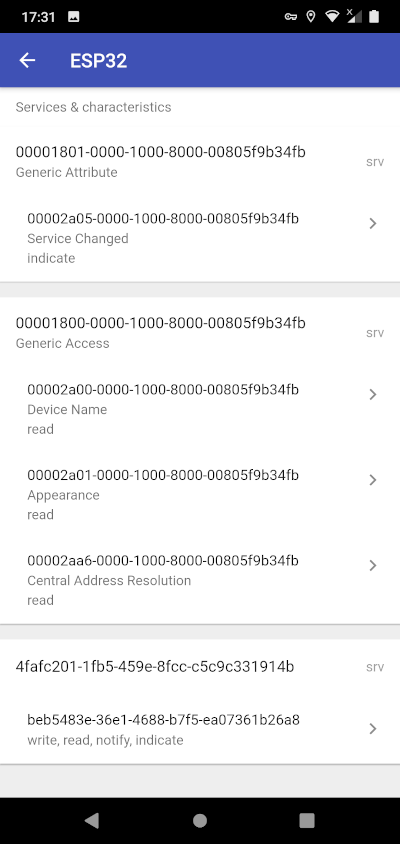 17:31
ESP32
Services & characteristics
00001801-0000-1000-8000-00805f9b34fb
srv
Generic Attribute
00002a05-0000-1000-8000-00805f9b34fb
Service Changed
indicate
00001800-0000-1000-8000-00805f9b34fb
srv
Generic Access
00002a00-0000-1000-8000-00805f9b34fb
Device Name
read
00002a01-0000-1000-8000-00805f9b34fb
Appearance
read
00002aa6-0000-1000-8000-00805f9b34fb
Central Address Resolution
read
4fafc201-1fb5-459e-8fcc-c5c9c331914b
srv
beb5483e-36e1-4688-b7f5-ea07361b26a8
write, read, notify, indicate